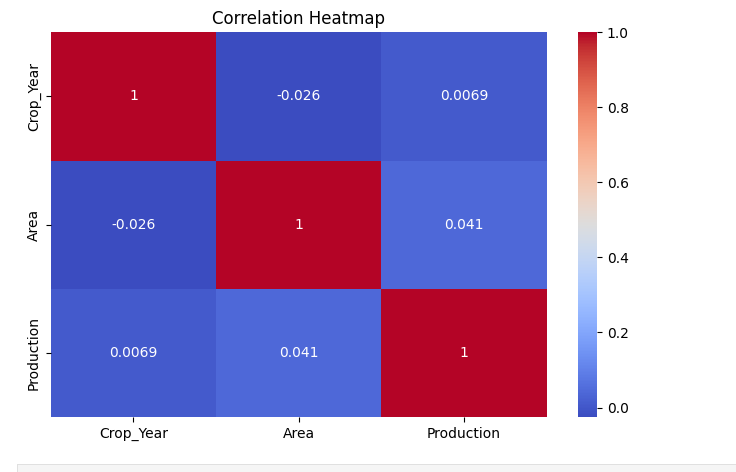 Correlation Heatmap
Crop_Year
1
-0.026
0.0069
Area
-0.026
1
0.041
Production
0.0069
0.041
1
Crop_Year
Area
Production
1.0
0.8
0.6
0.4
0.2
0.0